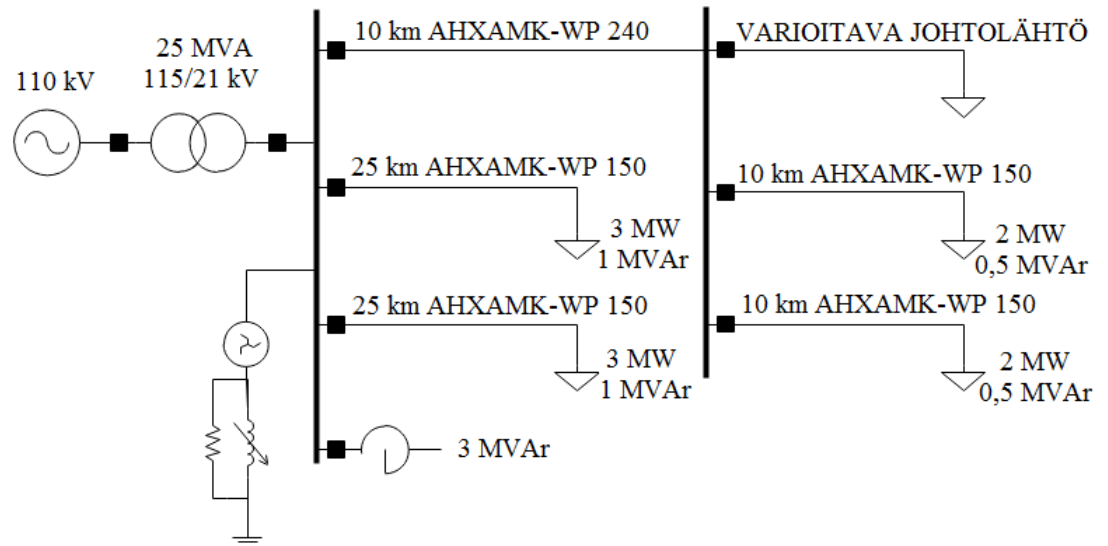 110 kV
25 MVA
115/21 kV
10 km AHXAMK-WP 240
25 km AHXAMK-WP 150
3 MW
1 MVAr
25 km AHXAMK-WP 150
3 MW
1 MVAr
3 MVAr
VARIOITAVA JOHTOLÄHTÖ
10 km AHXAMK-WP 150
2 MW
0,5 MVAr
10 km AHXAMK-WP 150
2 MW
0,5 MVAr